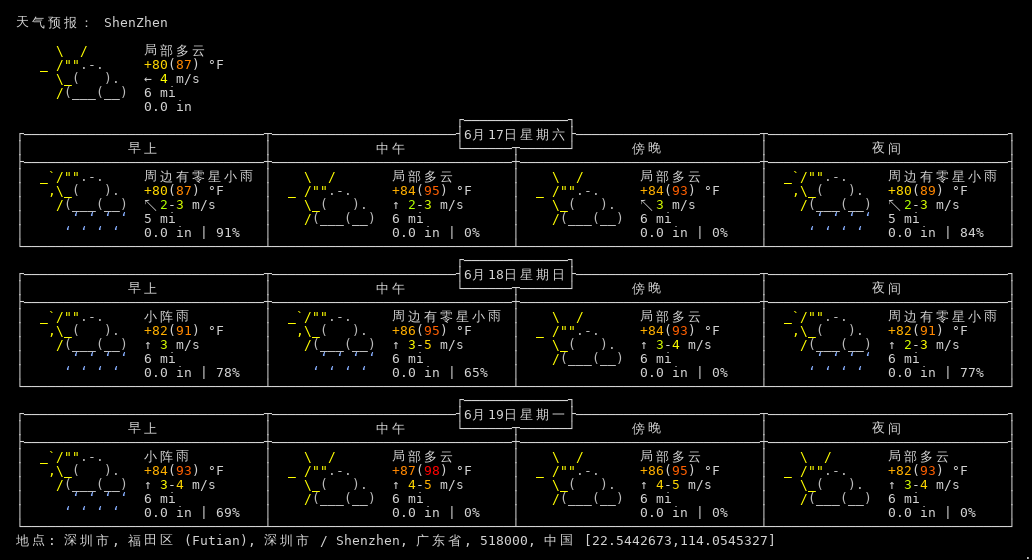 天气预报： ShenZhen
局部多云
+80(87) °F
← 4 m/s
6 mi
0.0 in
6月17日星期六
早上 中午 傍晚 夜间
周边有零星小雨 局部多云 局部多云 周边有零星小雨
+80(87) °F +84(95) °F +84(93) °F +80(89) °F
↖ 2-3 m/s ↑ 2-3 m/s ↖ 3 m/s ↖ 2-3 m/s
5 mi 6 mi 6 mi 5 mi
0.0 in | 91% 0.0 in | 0% 0.0 in | 0% 0.0 in | 84%
6月18日星期日
早上 中午 傍晚 夜间
小阵雨 周边有零星小雨 局部多云 周边有零星小雨
+82(91) °F +86(95) °F +84(93) °F +82(91) °F
↑ 3 m/s ↑ 3-5 m/s ↑ 3-4 m/s ↑ 2-3 m/s
6 mi 6 mi 6 mi 6 mi
0.0 in | 78% 0.0 in | 65% 0.0 in | 0% 0.0 in | 77%
6月19日星期一
早上 中午 傍晚 夜间
小阵雨 局部多云 局部多云 局部多云
+84(93) °F +87(98) °F +86(95) °F +82(93) °F
↑ 3-4 m/s ↑ 4-5 m/s ↑ 4-5 m/s ↑ 3-4 m/s
6 mi 6 mi 6 mi 6 mi
0.0 in | 69% 0.0 in | 0% 0.0 in | 0% 0.0 in | 0%
地点: 深圳市, 福田区 (Futian), 深圳市 / Shenzhen, 广东省, 518000, 中国 [22.5442673,114.0545327]